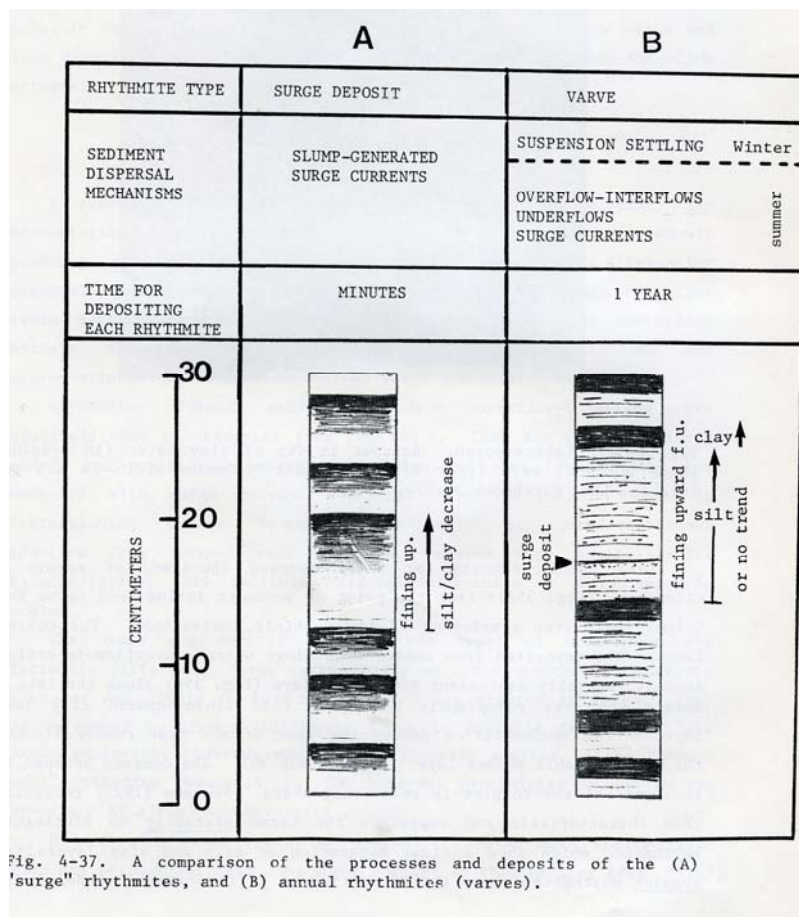 A
B
RHYTHMITE TYPE
SURGE DEPOSIT
VARVE
SEDIMENT
DISPERSAL
MECHANISMS
SLUMP-GENERATED
SURGE CURRENTS
SUSPENSION SETTLING Winter
OVERFLOW-INTERFLOWS
UNDERFLOWS
SURGE CURRENTS
summer
TIME FOR
DEPOSITING
EACH RHYTHMITE
MINUTES
1 YEAR
30
20
10
0
CENTIMETERS
fining up.
silt/clay decrease
surge
deposit
fining upward f.u.
clay
silt
or no trend
Fig. 4-37. A comparison of the processes and deposits of the (A)
"surge" rhythmites, and (B) annual rhythmites (varves).